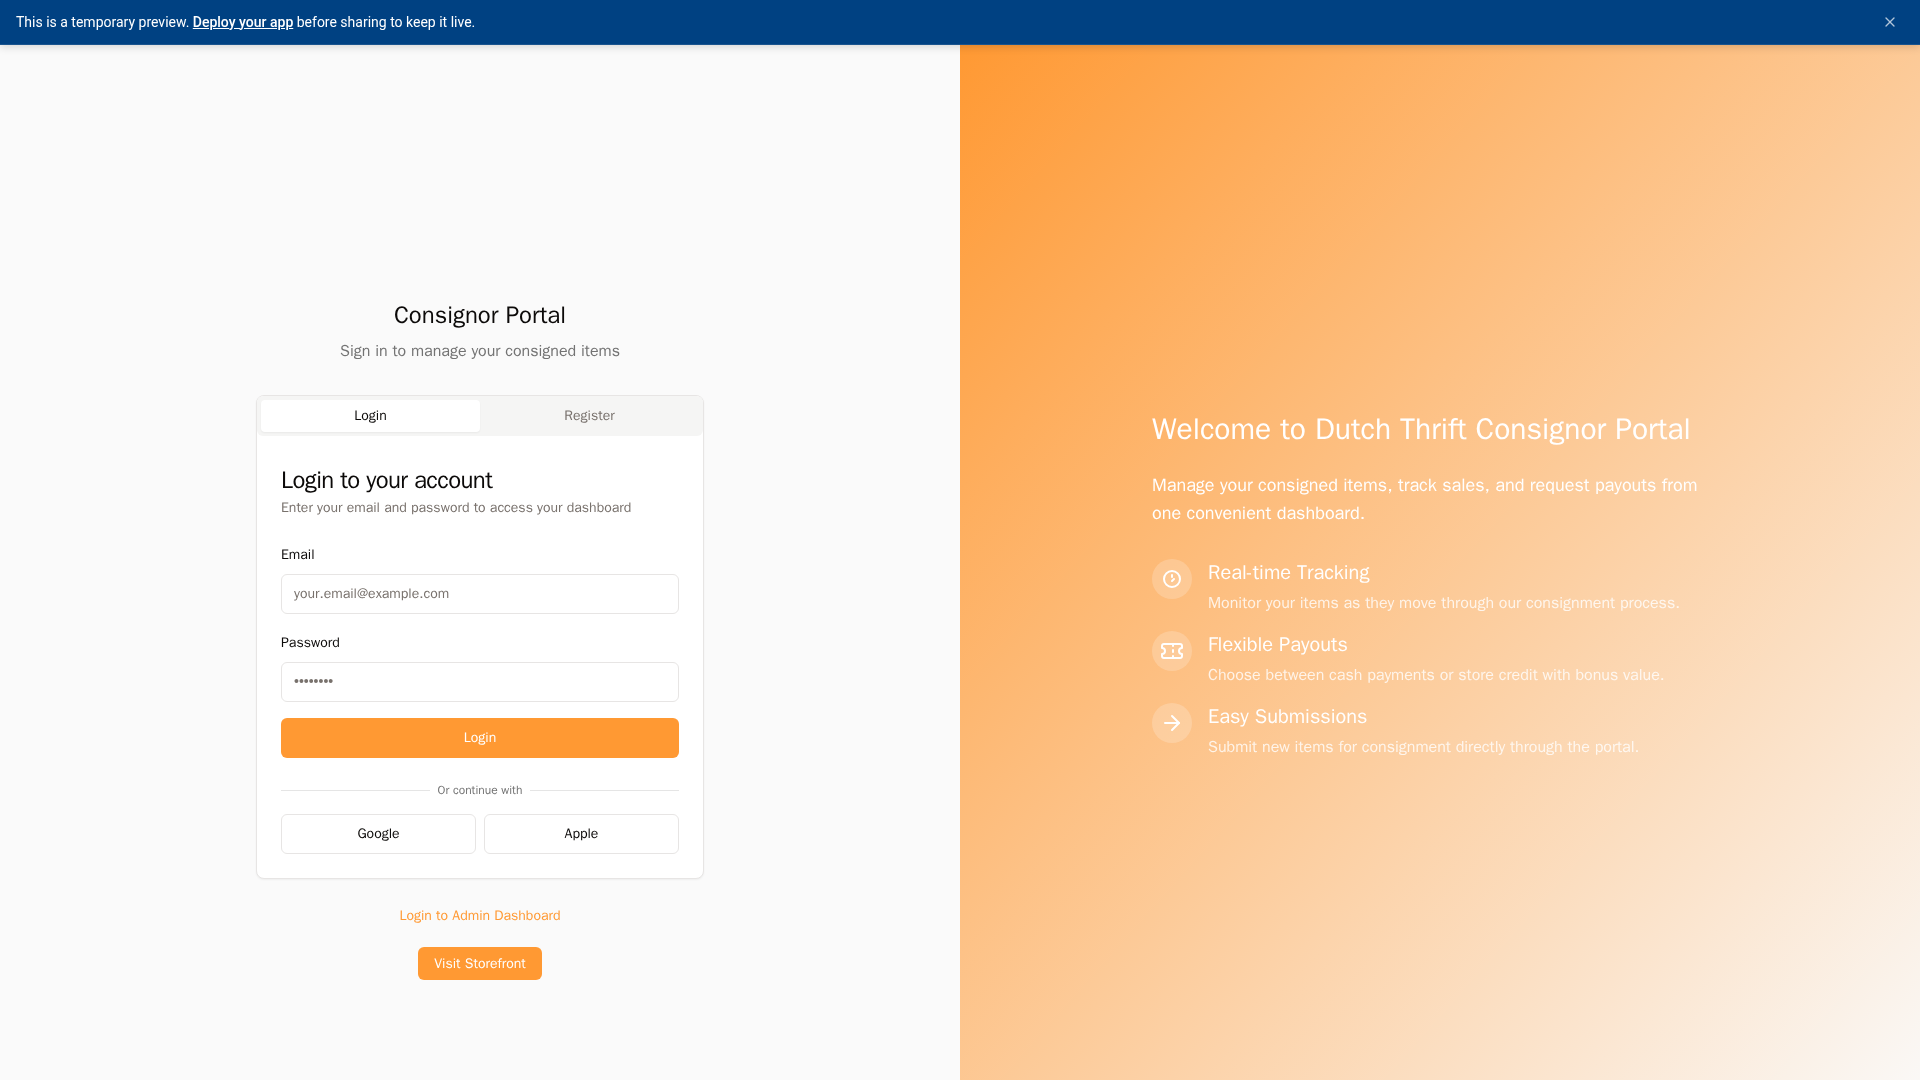 This is a temporary preview. Deploy your app before sharing to keep it live.
Consignor Portal
Sign in to manage your consigned items
Login
Register
Login to your account
Enter your email and password to access your dashboard
Email
your.email@example.com
Password
••••••••
Login
Or continue with
Google
Apple
Login to Admin Dashboard
Visit Storefront
Welcome to Dutch Thrift Consignor Portal
Manage your consigned items, track sales, and request payouts from
one convenient dashboard.
Real-time Tracking
Monitor your items as they move through our consignment process.
Flexible Payouts
Choose between cash payments or store credit with bonus value.
Easy Submissions
Submit new items for consignment directly through the portal.